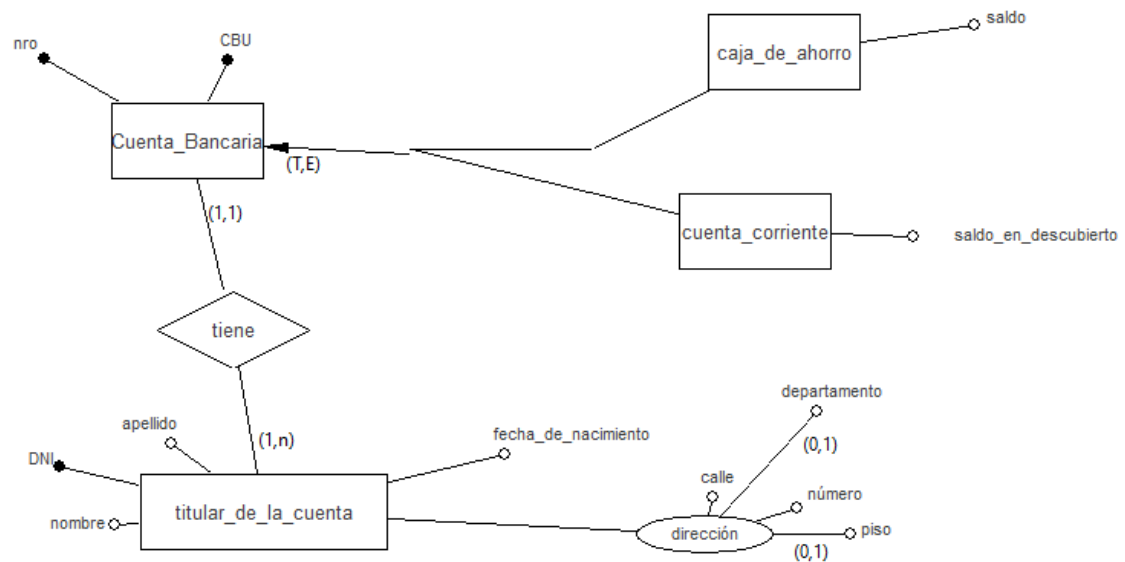 nro
CBU
saldo
caja_de_ahorro
Cuenta_Bancaria
(T,E)
(1,1)
cuenta_corriente
saldo_en_descubierto
tiene
departamento
apellido
(1,n)
fecha_de_nacimiento
(0,1)
DNI
calle
número
nombre
titular_de_la_cuenta
dirección
piso
(0,1)